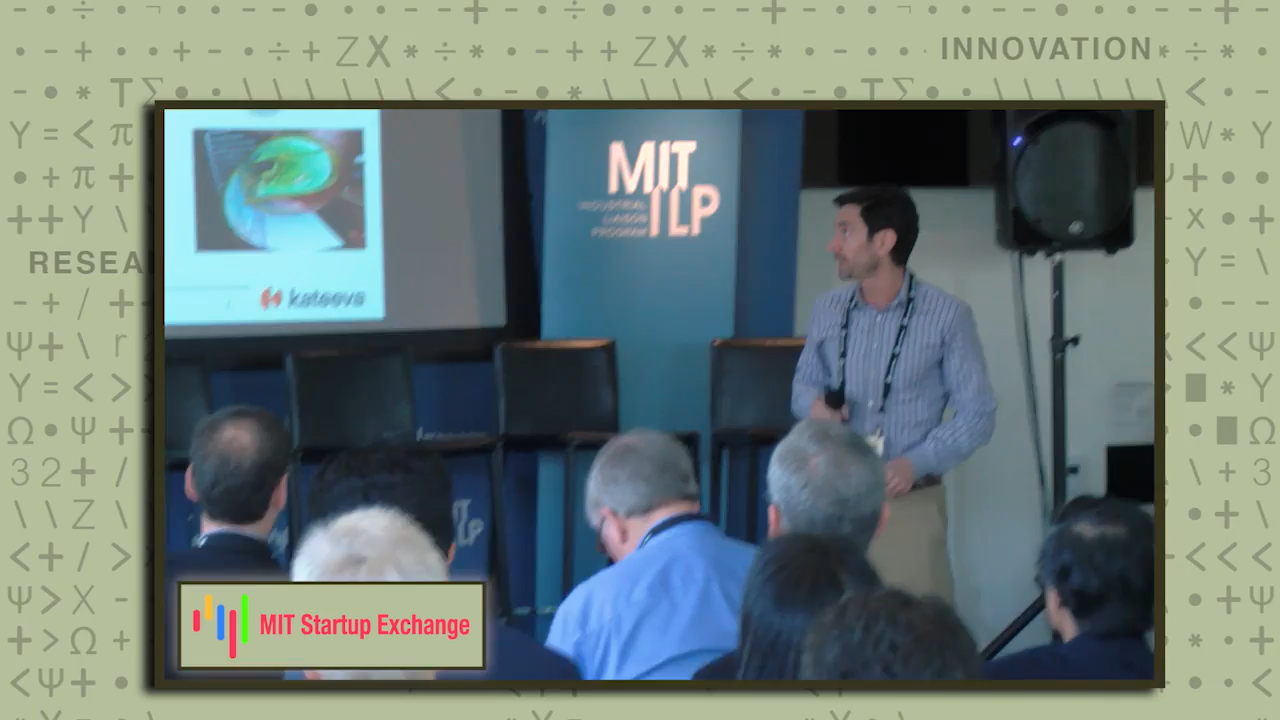 INNOVATION
RESEA
MIT
ILP
INDUSTRIAL
LIAISON
PROGRAM
kateeva
MIT Startup Exchange